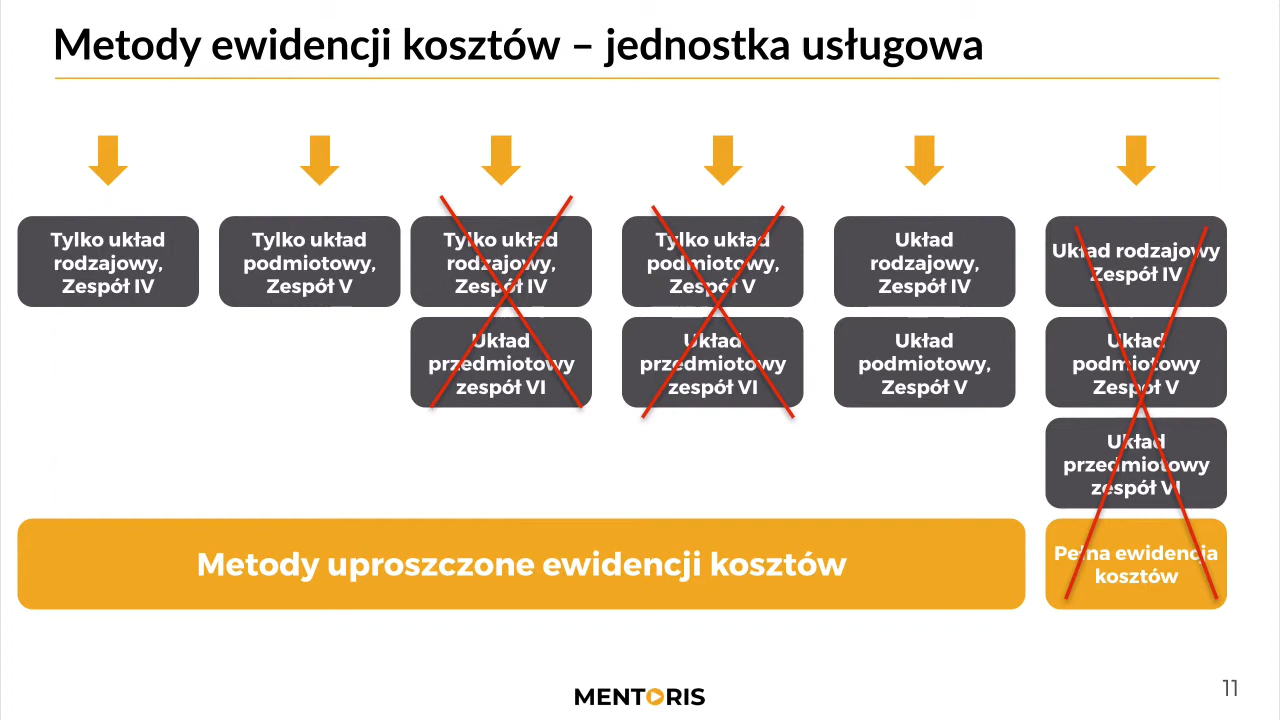 Metody ewidencji kosztów – jednostka usługowa
Tylko układ
rodzajowy,
Zespół IV
Tylko układ
podmiotowy,
Zespół V
Tylko układ
rodzajowy,
Zespół IV
Układ
przedmiotowy
zespół VI
Tylko układ
podmiotowy,
Zespół V
Układ
przedmiotowy
zespół VI
Układ
rodzajowy,
Zespół IV
Układ
podmiotowy,
Zespół V
Układ rodzajowy
Zespół IV
Układ
podmiotowy
Zespół V
Układ
przedmiotowy
zespół VI
Metody uproszczone ewidencji kosztów
Pełna ewidencja
kosztów
MENTORIS
11